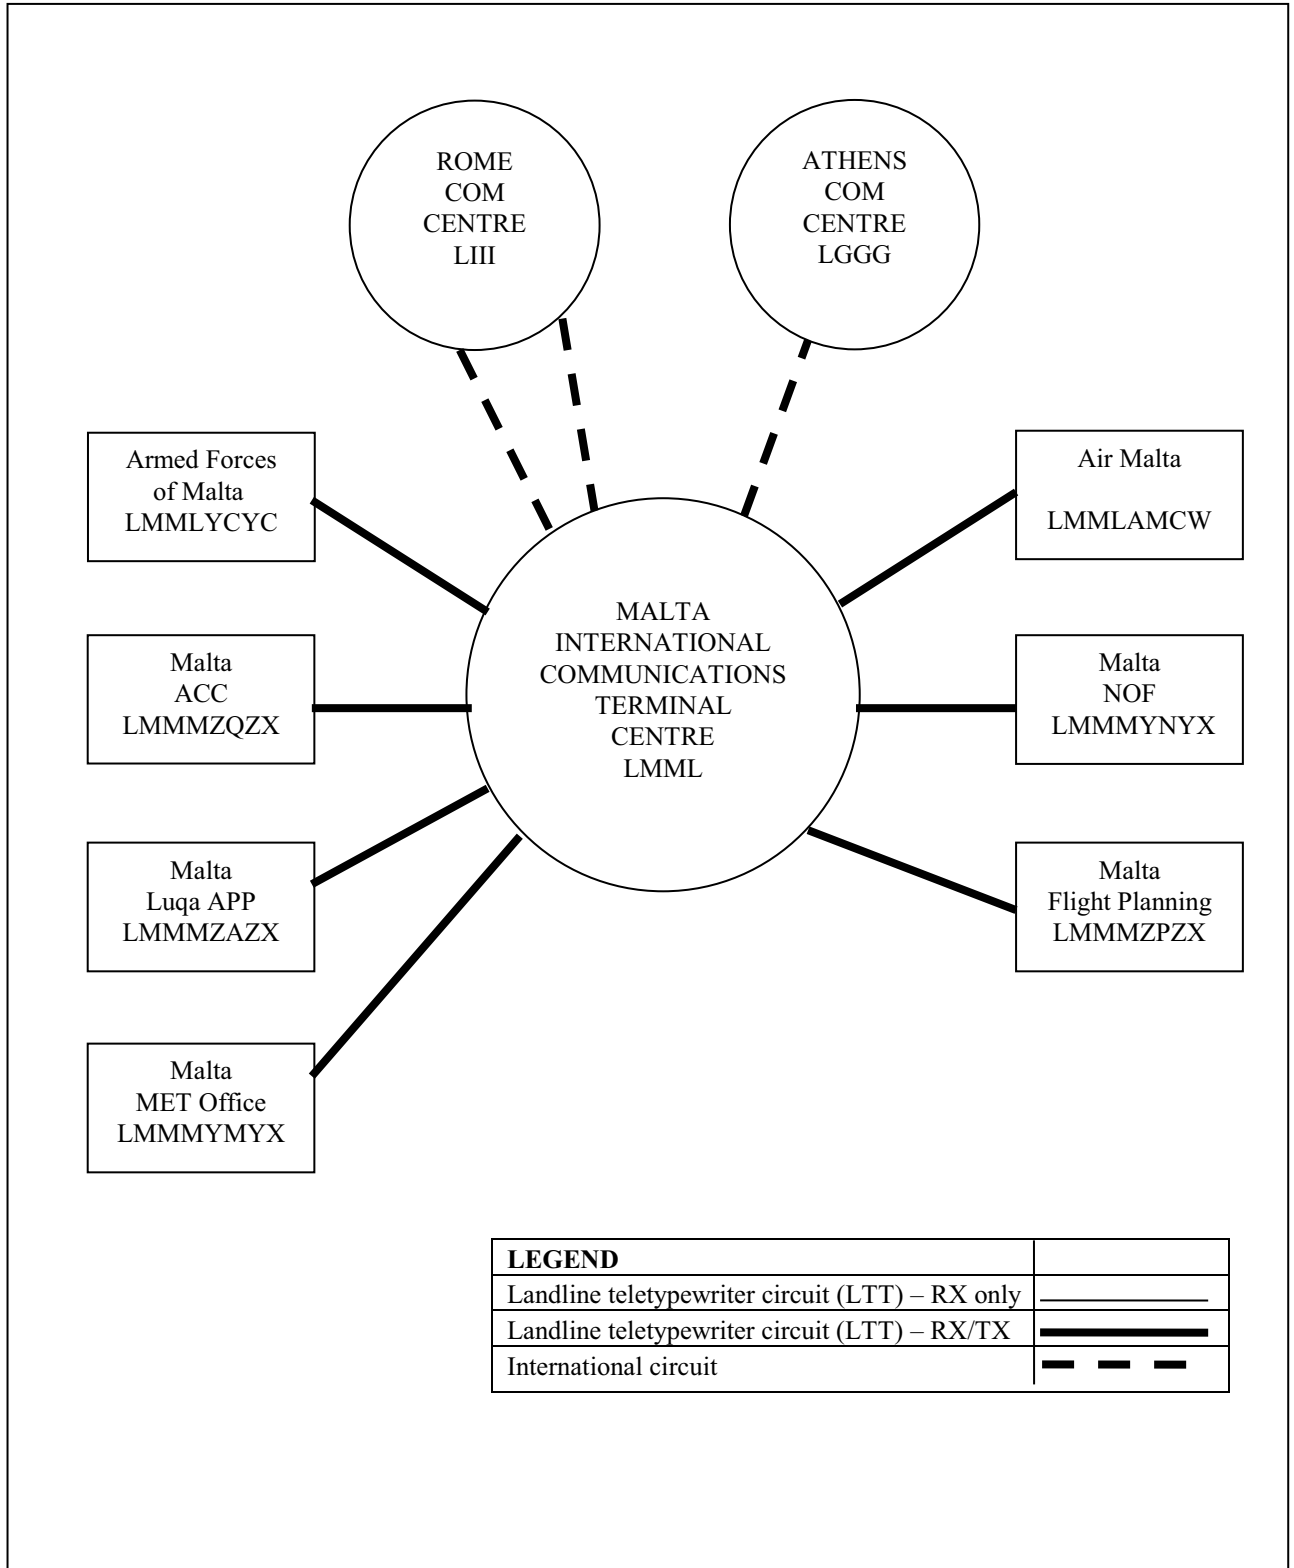 ROME
COM
CENTRE
LIII
ATHENS
COM
CENTRE
LGGG
Armed Forces
of Malta
LMMLYCYC
Air Malta
LMMLAMCW
MALTA
INTERNATIONAL
COMMUNICATIONS
TERMINAL
CENTRE
LMML
Malta
ACC
LMMMZQZX
Malta
NOF
LMMMYNYX
Malta
Luqa APP
LMMMZAZX
Malta
Flight Planning
LMMMZPZX
Malta
MET Office
LMMMYMYX
LEGEND
Landline teletypewriter circuit (LTT) – RX only
Landline teletypewriter circuit (LTT) – RX/TX
International circuit